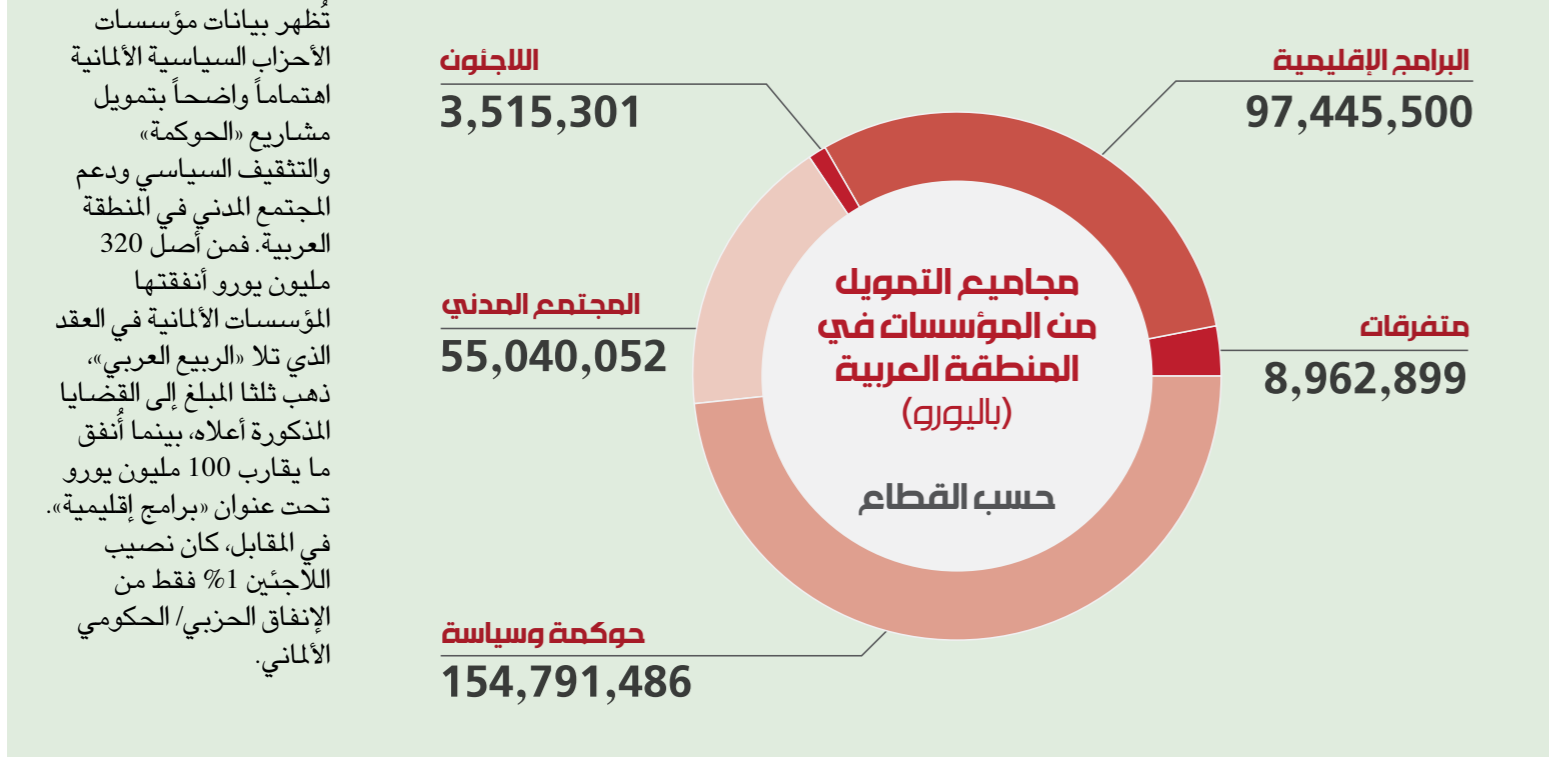 تُظهر بيانات مؤسسات
الأحزاب السياسية الألمانية
اهتماماً واضحاً بتمويل
مشاريع «الحوكمة»
والتثقيف السياسي ودعم
المجتمع المدني في المنطقة
العربية. فمن أصل 320
مليون يورو أنفقتها
المؤسسات الألمانية في العقد
الذي تلا «الربيع العربي»،
ذهب ثلثا المبلغ إلى القضايا
المذكورة أعلاه، بينما أُنفق
ما يقارب 100 مليون يورو
تحت عنوان «برامج إقليمية».
في المقابل، كان نصيب
اللاجئين 1% فقط من
الإنفاق الحزبي/ الحكومي
الألماني.
البرامج الإقليمية
97,445,500
اللاجئون
3,515,301
متفرقات
8,962,899
المجتمع المدني
55,040,052
حوكمة وسياسة
154,791,486
مجاميع التمويل
من المؤسسات في
المنطقة العربية
(باليورو)
حسب القطاع